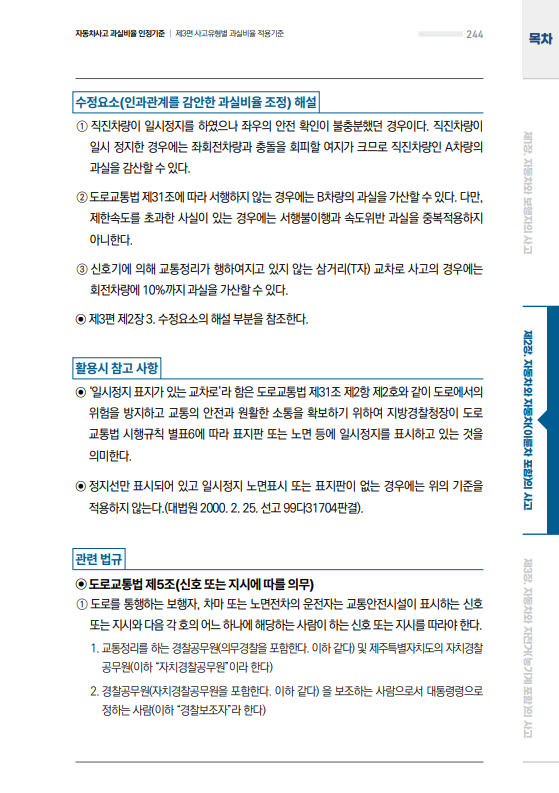 자동차사고 과실비율 인정기준 | 제3편 사고유형별 과실비율 적용기준
244
목차
수정요소(인과관계를 감안한 과실비율 조정) 해설
① 직진차량이 일시정지를 하였으나 좌우의 안전 확인이 불충분했던 경우이다. 직진차량이
일시 정지한 경우에는 좌회전차량과 충돌을 회피할 여지가 크므로 직진차량인 A차량의
과실을 감산할 수 있다.
② 도로교통법 제31조에 따라 서행하지 않는 경우에는 B차량의 과실을 가산할 수 있다. 다만,
제한속도를 초과한 사실이 있는 경우에는 서행불이행과 속도위반 과실을 중복적용하지
아니한다.
③ 신호기에 의해 교통정리가 행하여지고 있지 않는 삼거리(T자) 교차로 사고의 경우에는
회전차량에 10%까지 과실을 가산할 수 있다.
◉ 제3편 제2장 3. 수정요소의 해설 부분을 참조한다.
활용시 참고 사항
◉ ‘일시정지 표지가 있는 교차로’라 함은 도로교통법 제31조 제2항 제2호와 같이 도로에서의
위험을 방지하고 교통의 안전과 원활한 소통을 확보하기 위하여 지방경찰청장이 도로
교통법 시행규칙 별표6에 따라 표지판 또는 노면 등에 일시정지를 표시하고 있는 것을
의미한다.
◉ 정지선만 표시되어 있고 일시정지 노면표시 또는 표지판이 없는 경우에는 위의 기준을
적용하지 않는다.(대법원 2000. 2. 25. 선고 99다31704판결).
관련 법규
◉ 도로교통법 제5조(신호 또는 지시에 따를 의무)
① 도로를 통행하는 보행자, 차마 또는 노면전차의 운전자는 교통안전시설이 표시하는 신호
또는 지시와 다음 각 호의 어느 하나에 해당하는 사람이 하는 신호 또는 지시를 따라야 한다.
1. 교통정리를 하는 경찰공무원(의무경찰을 포함한다. 이하 같다) 및 제주특별자치도의 자치경찰
공무원(이하 “자치경찰공무원”이라 한다)
2. 경찰공무원(자치경찰공무원을 포함한다. 이하 같다) 을 보조하는 사람으로서 대통령령으로
정하는 사람(이하 “경찰보조자”라 한다)
제1장. 자동차와 보행자의 사고
제2장. 자동차와 자동차(이륜차 포함)의 사고
제3장. 자동차와 자전거(농기계 포함)의 사고